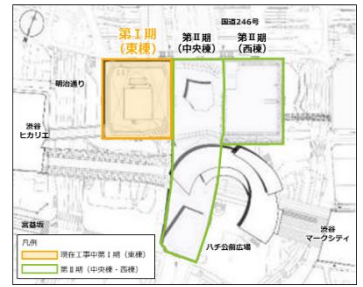 国道246号
第Ⅰ期
(東棟)
第Ⅱ期
(中央棟)
第Ⅱ期
(西棟)
明治通り
渋谷
ヒカリエ
宮益坂
ハチ公前広場
渋谷
マークシティ
凡例
現在工事中第Ⅰ期（東棟）
第Ⅱ期（中央棟・西棟）